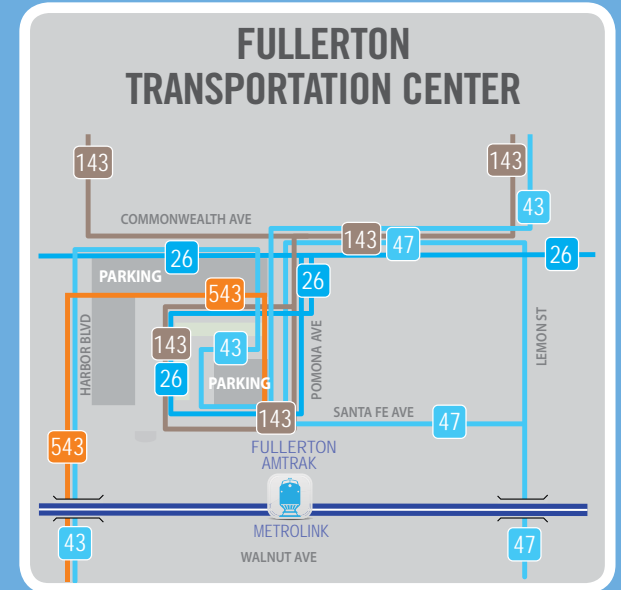 FULLERTON
TRANSPORTATION CENTER
143
143
43
COMMONWEALTH AVE
143
47
26
26
PARKING
26
543
HARBOR BLVD
143
43
POMONA AVE
LEMON ST
26
PARKING
143
SANTA FE AVE
47
543
FULLERTON
AMTRAK
METROLINK
43
47
WALNUT AVE